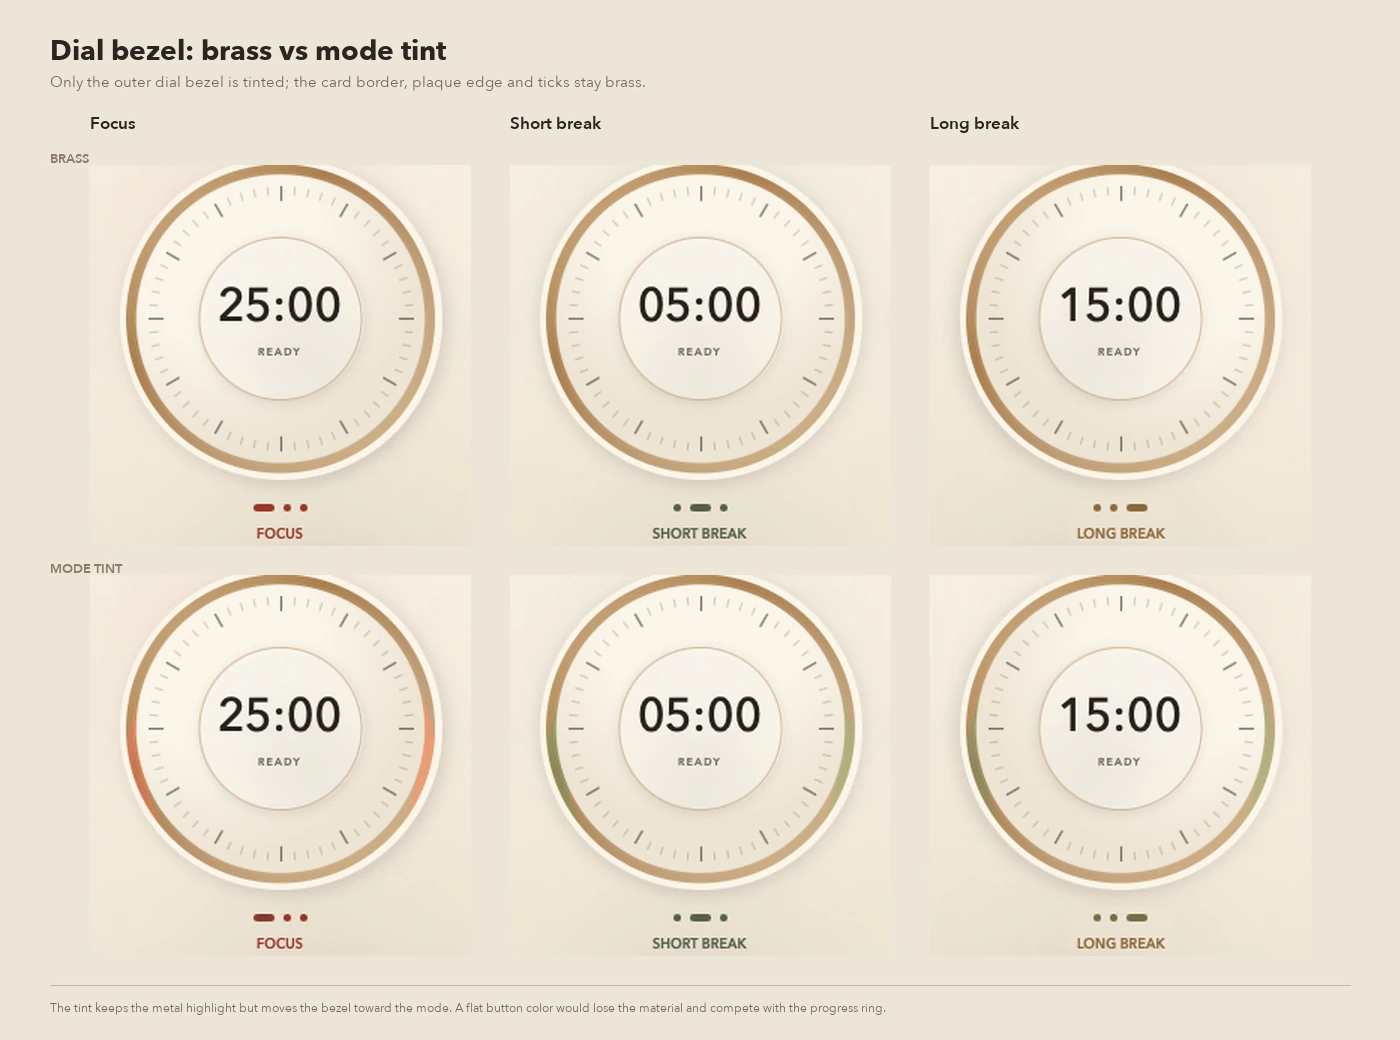 Dial bezel: brass vs mode tint
Only the outer dial bezel is tinted; the card border, plaque edge and ticks stay brass.
Focus
Short break
Long break
BRASS
25:00
READY
FOCUS
05:00
READY
SHORT BREAK
15:00
READY
LONG BREAK
MODE TINT
25:00
READY
FOCUS
05:00
READY
SHORT BREAK
15:00
READY
LONG BREAK
The tint keeps the metal highlight but moves the bezel toward the mode. A flat button color would lose the material and compete with the progress ring.